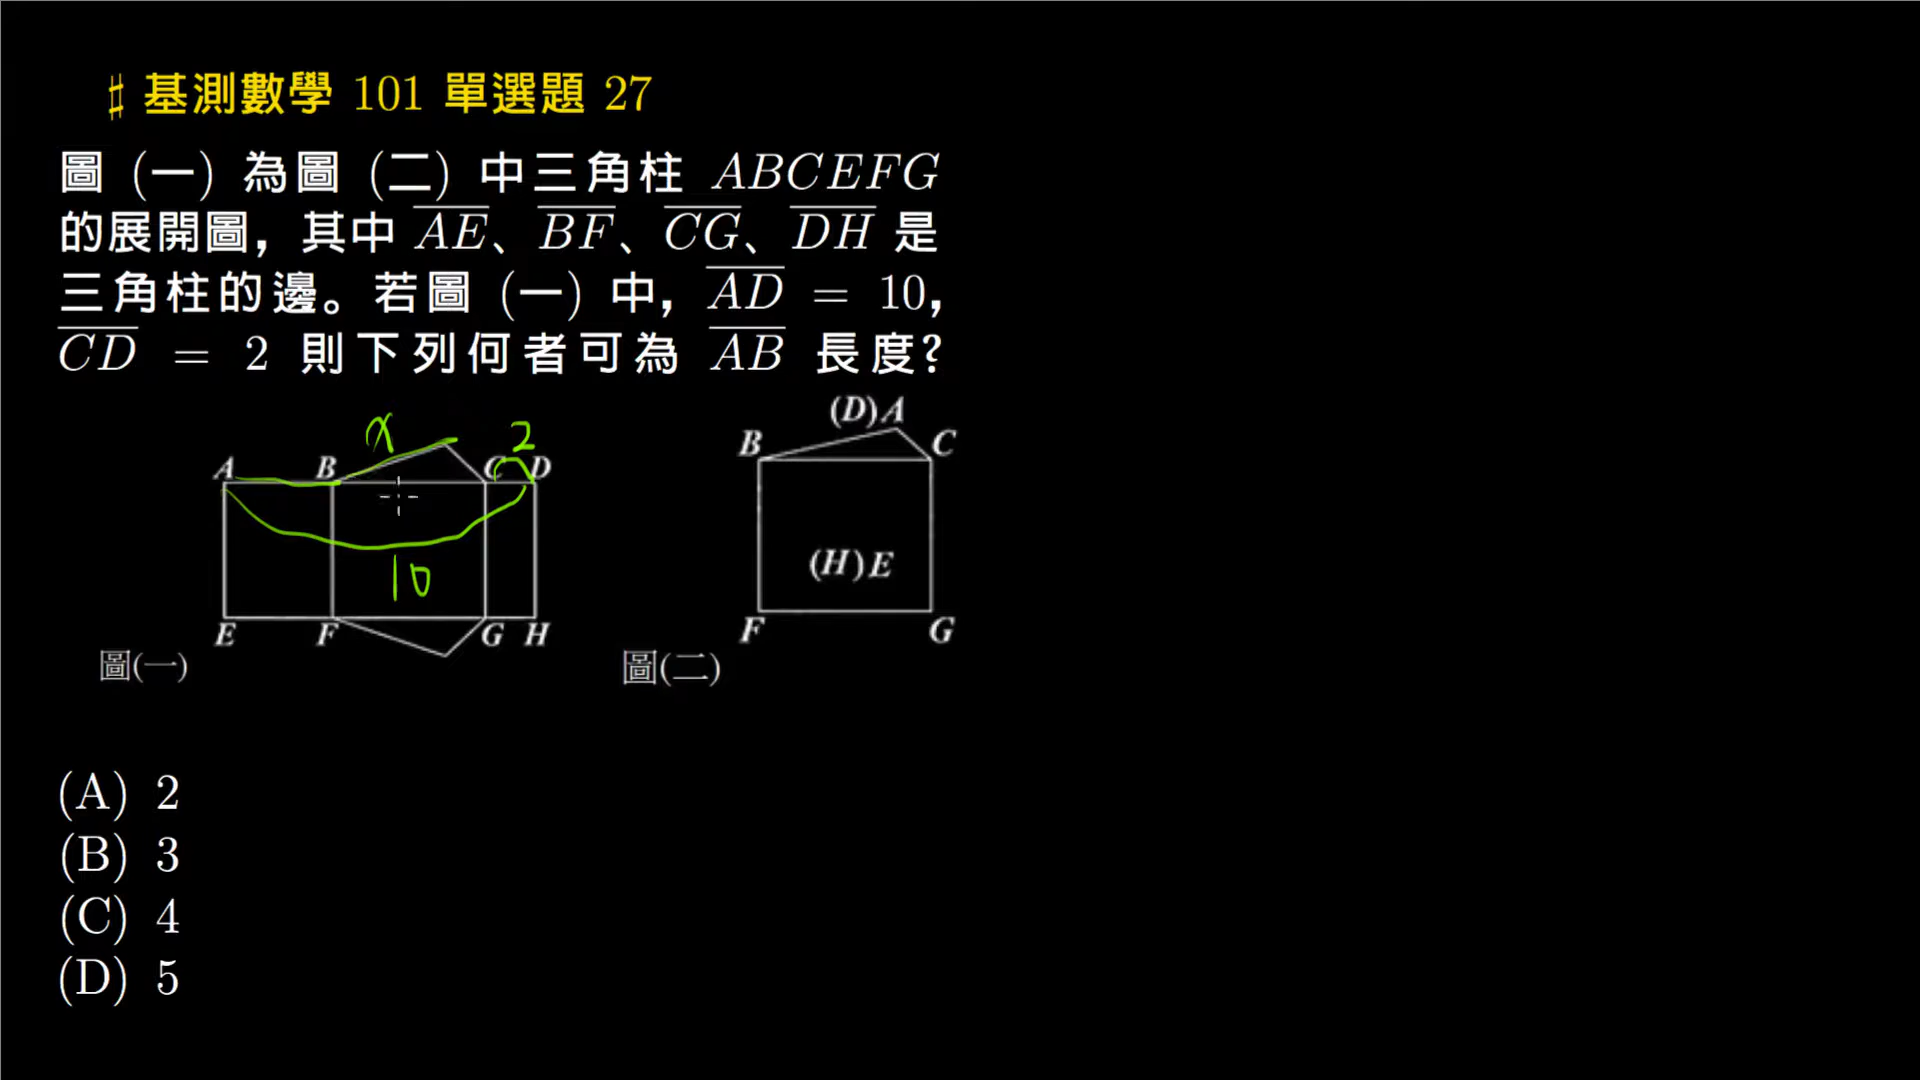 ♯ 基測數學 101 單選題 27
圖 (一) 為圖 (二) 中三角柱 ABCEFG
的展開圖，其中 AE、BF、CG、DH 是
三角柱的邊。若圖 (一) 中，AD = 10，
CD = 2 則下列何者可為 AB 長度？
x 2
A B C D
10
E F G H
圖(一)
(D)A
B C
(H)E
F G
圖(二)
(A) 2
(B) 3
(C) 4
(D) 5